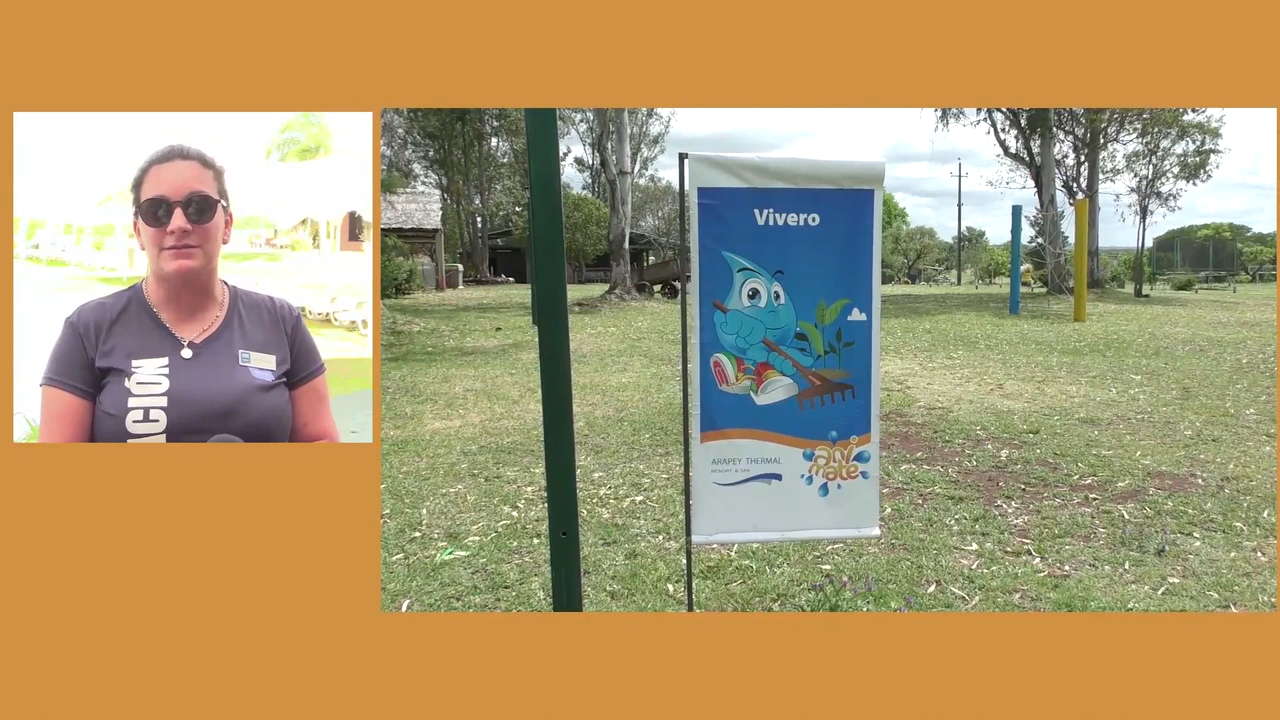 ACIÓN
Vivero
ARAPEY THERMAL
RESORT & SPA
ani
mate